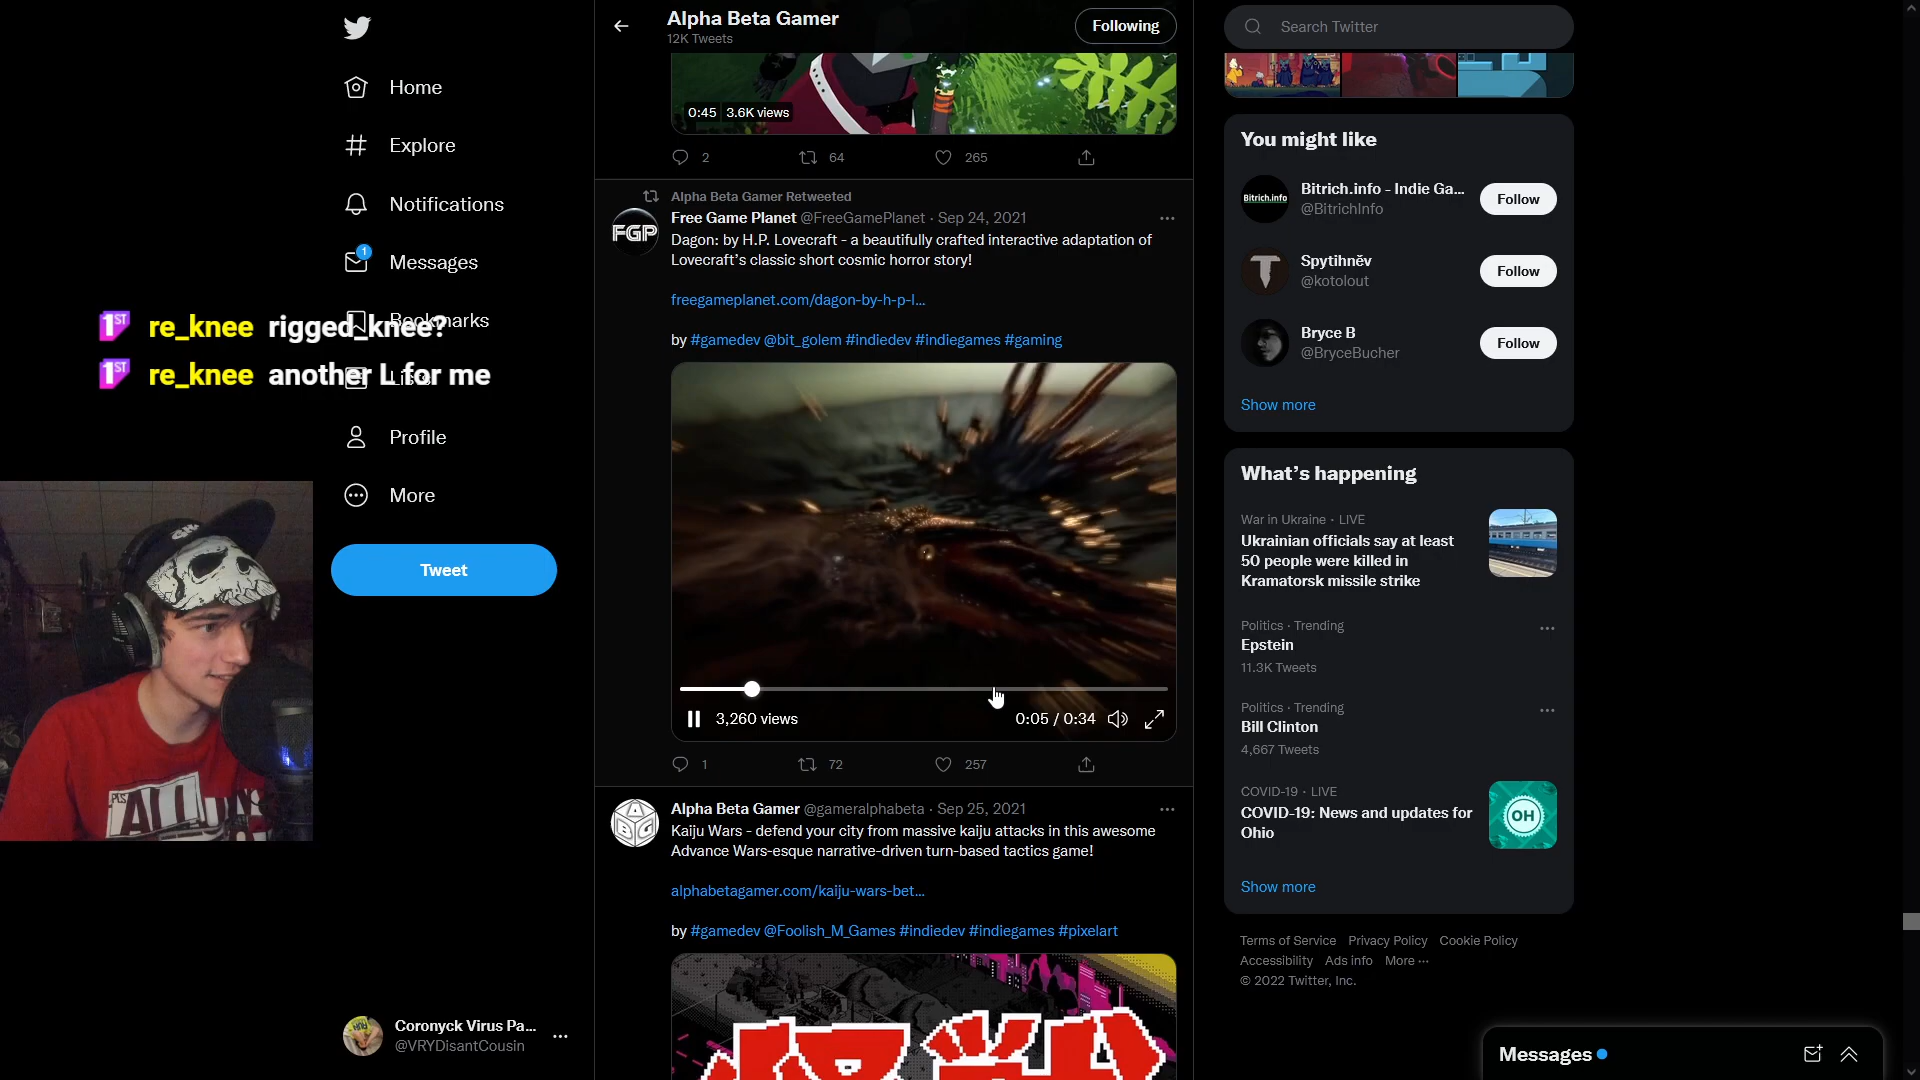 Home
Explore
Notifications
1
Messages
Bookmarks
Lists
Profile
More
Tweet
1ST re_knee rigged_knee?
1ST re_knee another L for me
Coronyck Virus Pa...
@VRYDisantCousin
Alpha Beta Gamer
12K Tweets
Following
0:45 3.6K views
2 64 265
Alpha Beta Gamer Retweeted
FGP
Free Game Planet @FreeGamePlanet · Sep 24, 2021
Dagon: by H.P. Lovecraft - a beautifully crafted interactive adaptation of
Lovecraft's classic short cosmic horror story!
freegameplanet.com/dagon-by-h-p-l...
by #gamedev @bit_golem #indiedev #indiegames #gaming
3,260 views 0:05 / 0:34
1 72 257
ABG
Alpha Beta Gamer @gameralphabeta · Sep 25, 2021
Kaiju Wars - defend your city from massive kaiju attacks in this awesome
Advance Wars-esque narrative-driven turn-based tactics game!
alphabetagamer.com/kaiju-wars-bet...
by #gamedev @Foolish_M_Games #indiedev #indiegames #pixelart
Search Twitter
You might like
Bitrich.info
Bitrich.info - Indie Ga...
@BitrichInfo
Follow
Spytihněv
@kotolout
Follow
Bryce B
@BryceBucher
Follow
Show more
What's happening
War in Ukraine · LIVE
Ukrainian officials say at least
50 people were killed in
Kramatorsk missile strike
Politics · Trending
Epstein
11.3K Tweets
Politics · Trending
Bill Clinton
4,667 Tweets
COVID-19 · LIVE
COVID-19: News and updates for
Ohio
OH
Show more
Terms of Service Privacy Policy Cookie Policy
Accessibility Ads info More ···
© 2022 Twitter, Inc.
Messages